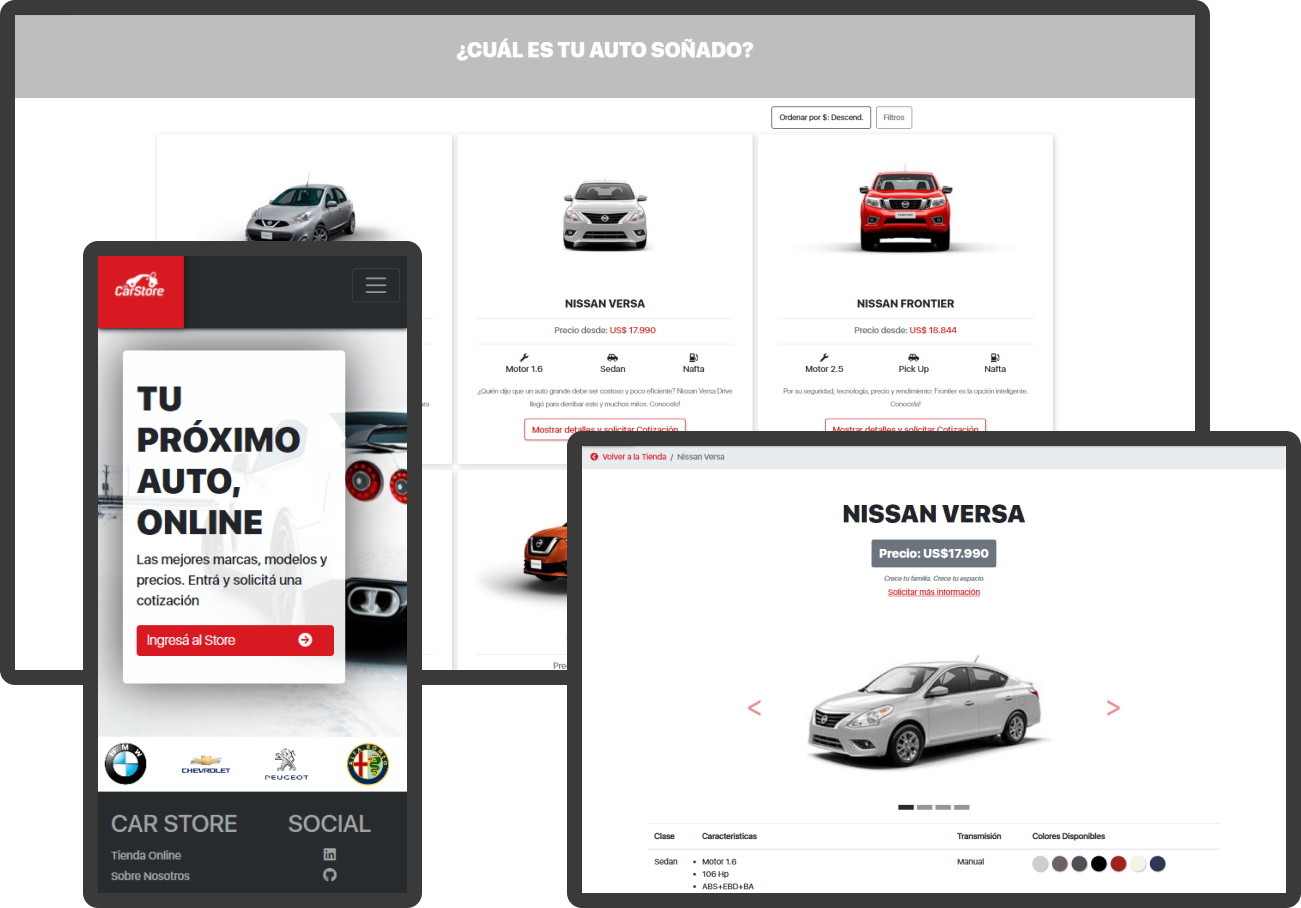 ¿CUÁL ES TU AUTO SOÑADO?
Ordenar por $: Descend.
Filtros
NISSAN VERSA
Precio desde: US$ 17.990
Motor 1.6
Sedan
Nafta
¿Quién dijo que un auto grande debe ser costoso y poco eficiente? Nissan Versa Drive
llegó para derribar este y muchos mitos. Conocelo!
Mostrar detalles y solicitar Cotización
NISSAN FRONTIER
Precio desde: US$ 18.844
Motor 2.5
Pick Up
Nafta
Por su seguridad, tecnología, precio y rendimiento: Frontier es la opción inteligente.
Conocela!
Mostrar detalles y solicitar Cotización
ara
Pre
CarStore
TU
PRÓXIMO
AUTO,
ONLINE
Las mejores marcas, modelos y
precios. Entrá y solicitá una
cotización
Ingresá al Store
BMW
CHEVROLET
PEUGEOT
ALFA ROMEO
CAR STORE
Tienda Online
Sobre Nosotros
SOCIAL
Volver a la Tienda / Nissan Versa
NISSAN VERSA
Precio: US$17.990
Crece tu familia. Crece tu espacio.
Solicitar más información
<
>
Clase
Caracteristicas
Transmisión
Colores Disponibles
Sedan
• Motor 1.6
• 106 Hp
• ABS+EBD+BA
Manual